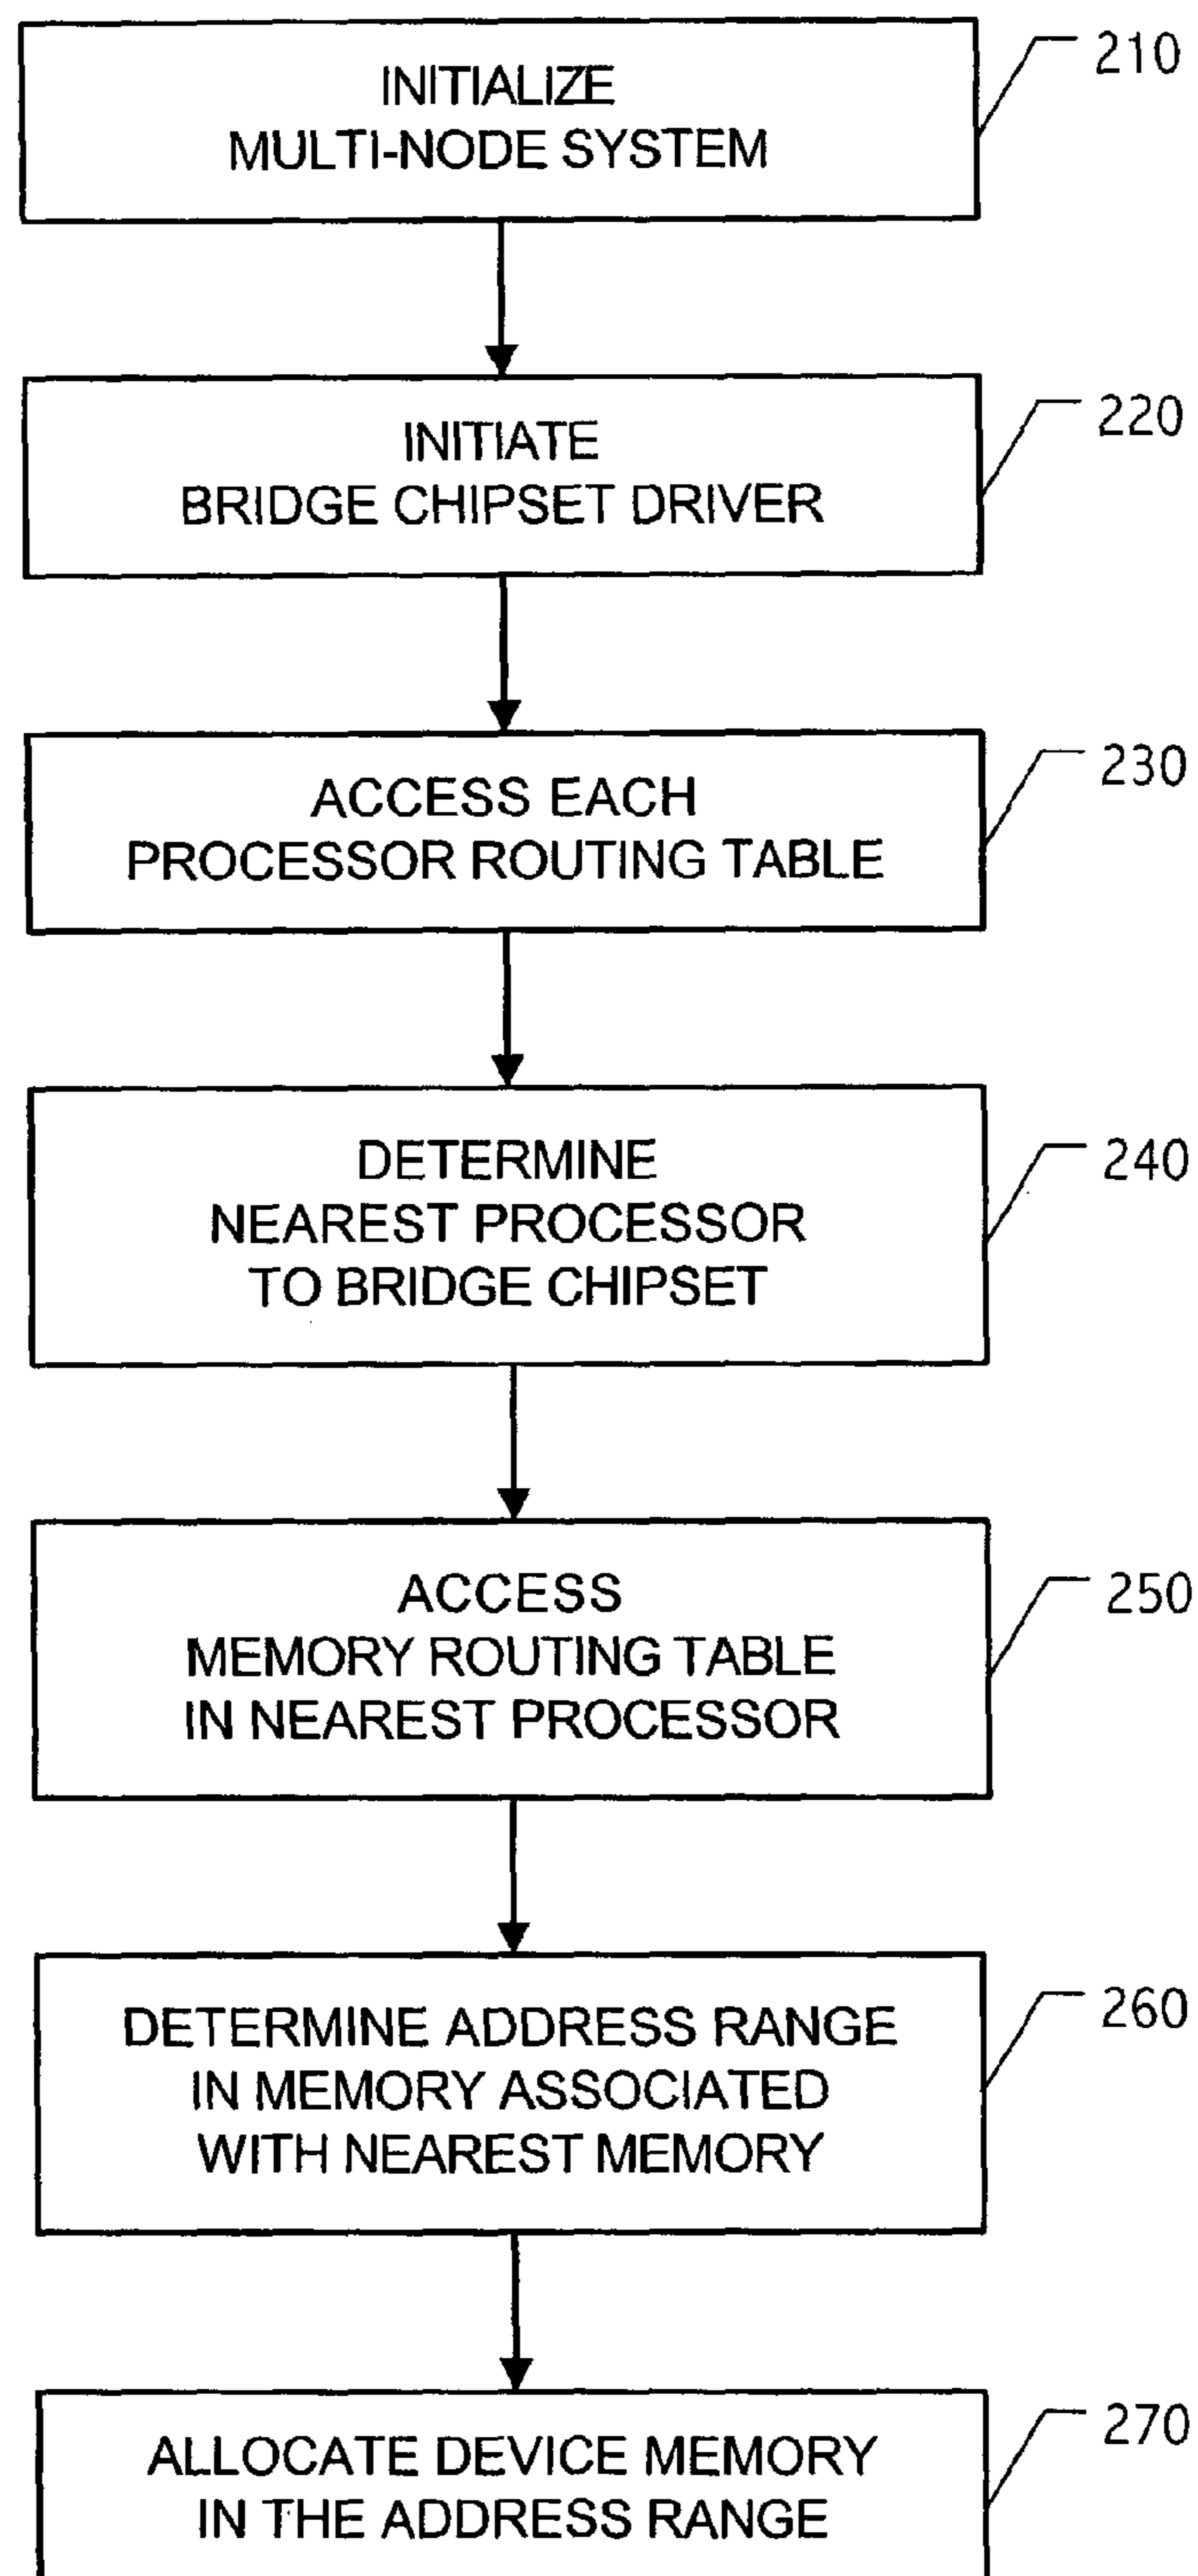 INITIALIZE
MULTI-NODE SYSTEM
210
INITIATE
BRIDGE CHIPSET DRIVER
220
ACCESS EACH
PROCESSOR ROUTING TABLE
230
DETERMINE
NEAREST PROCESSOR
TO BRIDGE CHIPSET
240
ACCESS
MEMORY ROUTING TABLE
IN NEAREST PROCESSOR
250
DETERMINE ADDRESS RANGE
IN MEMORY ASSOCIATED
WITH NEAREST MEMORY
260
ALLOCATE DEVICE MEMORY
IN THE ADDRESS RANGE
270